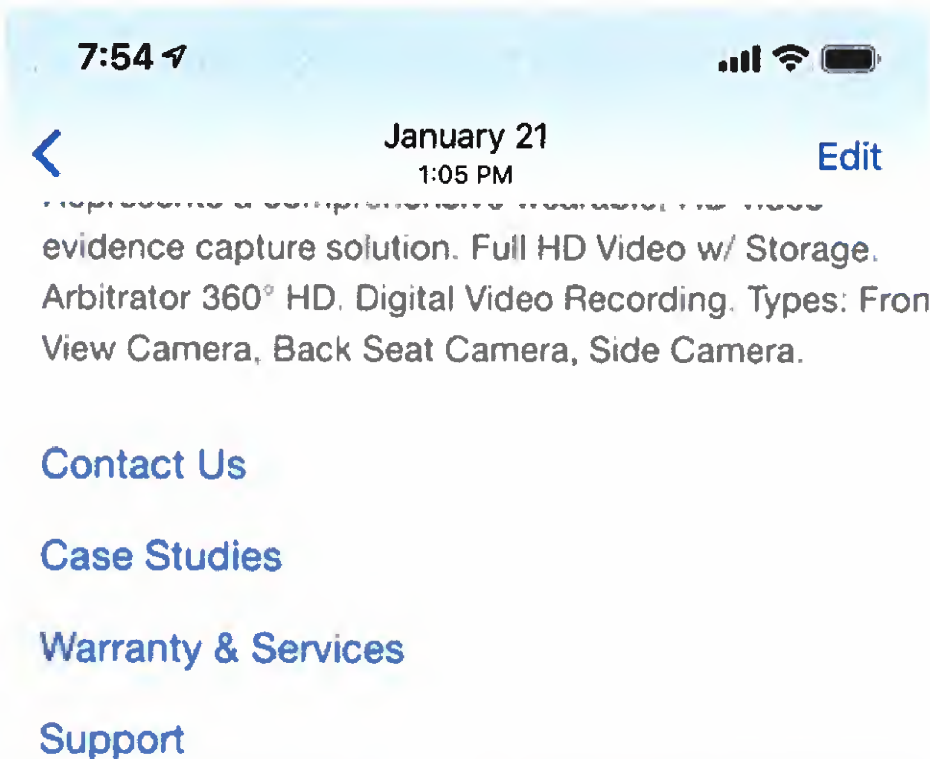 7:54
January 21
Edit
1:05 PM
evidence capture solution. Full HD Video w/ Storage.
Arbitrator 360° HD. Digital Video Recording. Types: Fron
View Camera, Back Seat Camera, Side Camera.
Contact Us
Case Studies
Warranty & Services
Support